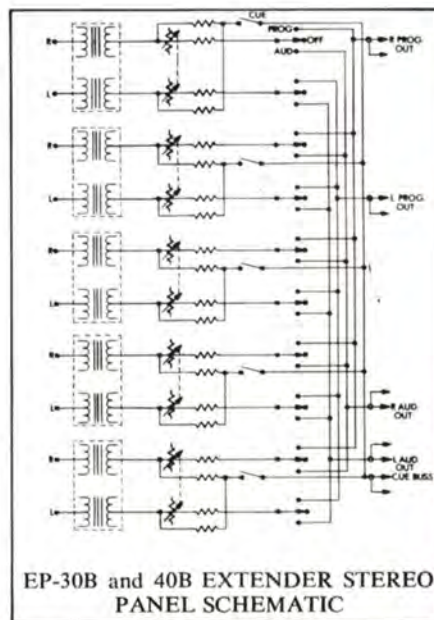 CUE
PROG
R
OFF
R PROG
OUT
AUD
L
R
L
L PROG
OUT
R
L
R
L
R AUD
OUT
R
L AUD
OUT
CUE BUSS
L
EP-30B and 40B EXTENDER STEREO
PANEL SCHEMATIC